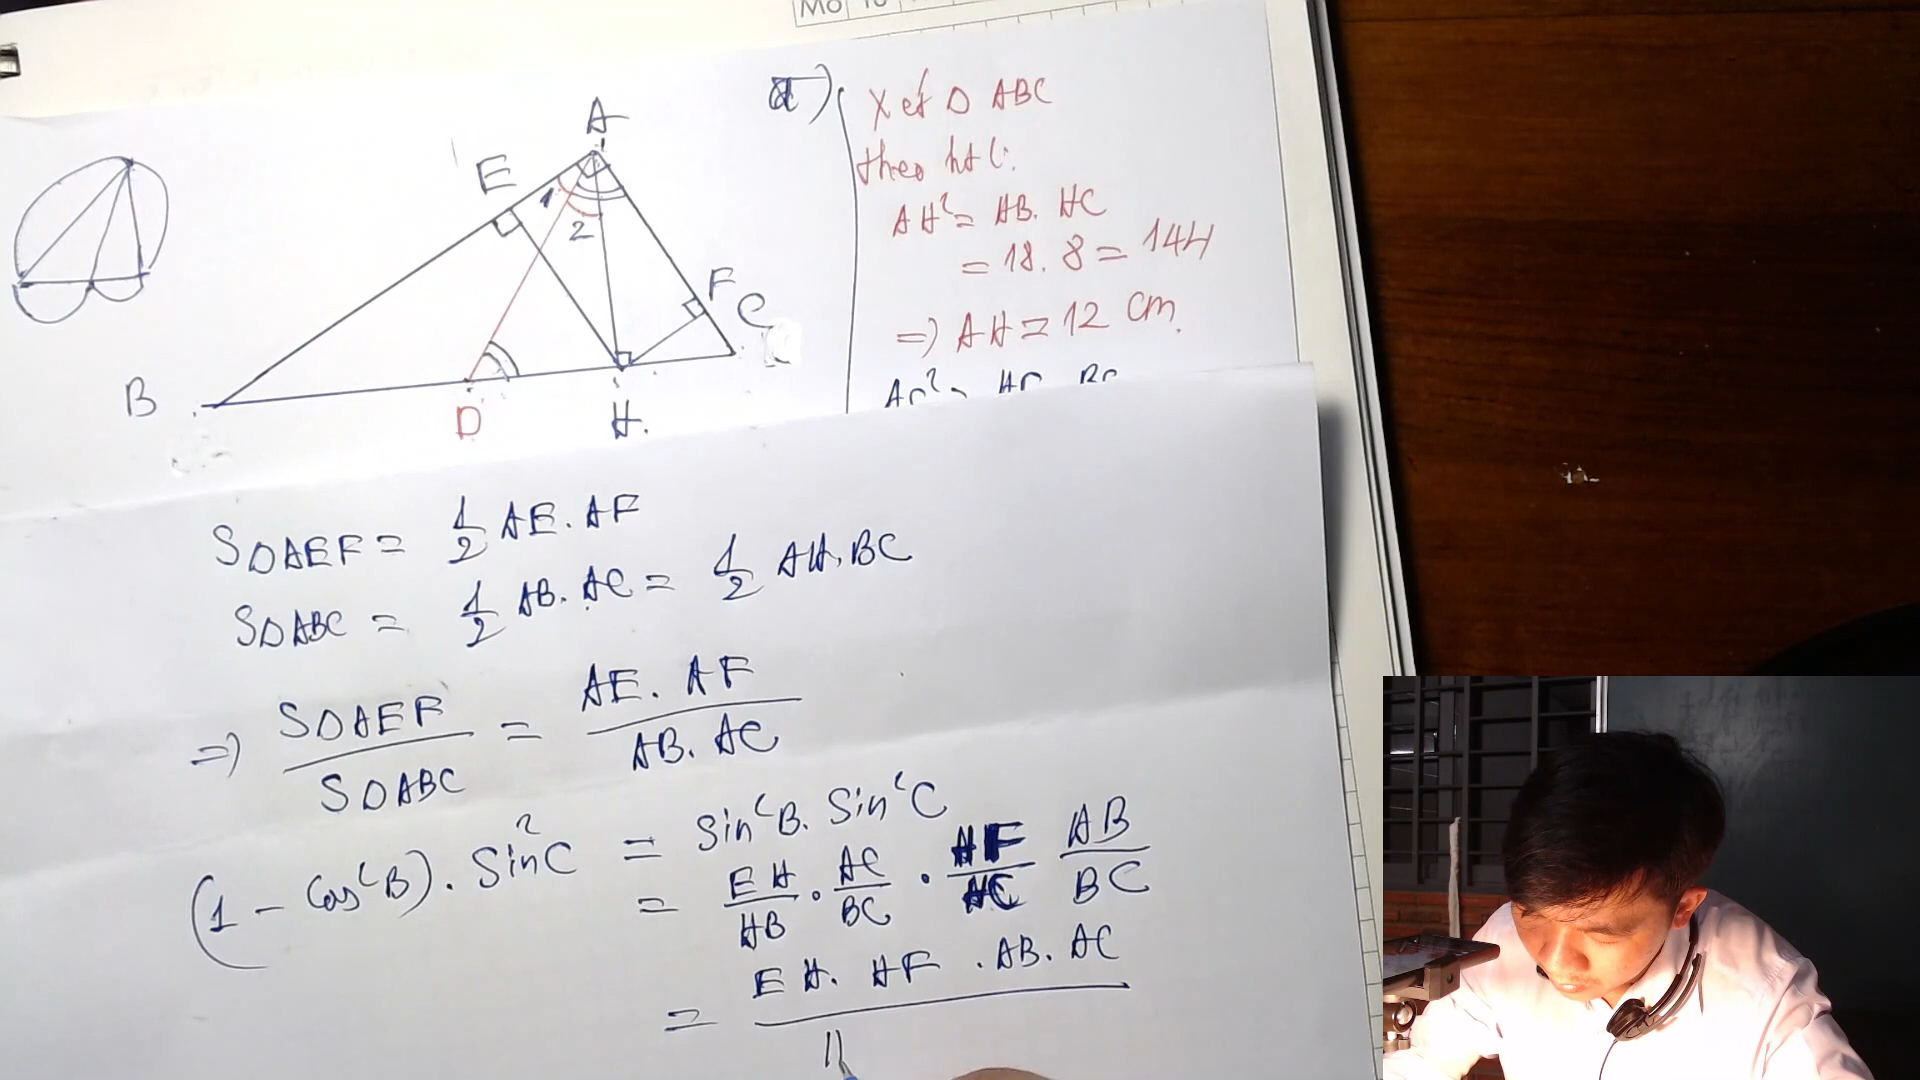 Mo
A
E
1
2
F
C
B
D
H.
a)
Xét Δ ABC
theo htl:
AH² = HB. HC
= 18. 8 = 144
=> AH = 12 cm.
SΔAEF = 1/2 AE. AF
SΔABC = 1/2 AB. AC = 1/2 AH. BC
=> SΔAEF / SΔABC = AE. AF / AB. AC
(1 - Cos²B). Sin²C = Sin²B. Sin²C
= EH/HB . AC/BC . HF/HC AB/BC
= EH. HF . AB. AC